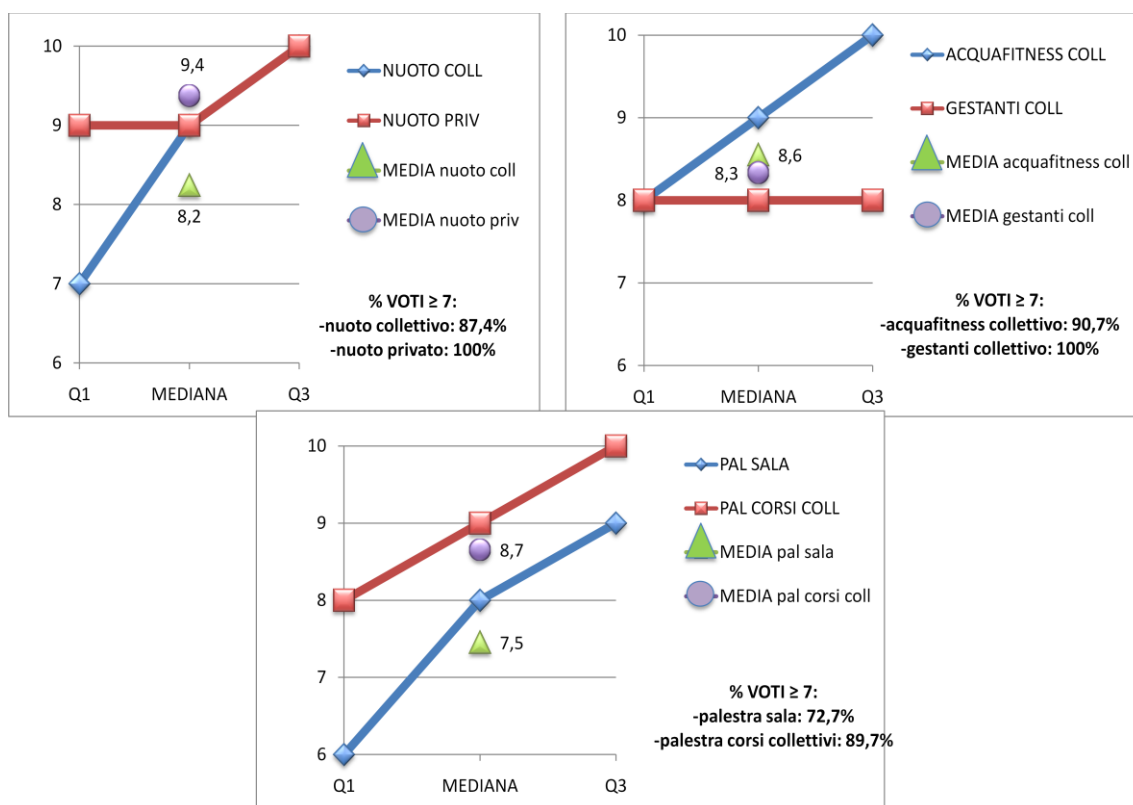 10
9
8
7
6
Q1 MEDIANA Q3
9,4
8,2
NUOTO COLL
NUOTO PRIV
MEDIA nuoto coll
MEDIA nuoto priv
% VOTI ≥ 7:
-nuoto collettivo: 87,4%
-nuoto privato: 100%
10
9
8
7
6
Q1 MEDIANA Q3
8,6
8,3
ACQUAFITNESS COLL
GESTANTI COLL
MEDIA acquafitness coll
MEDIA gestanti coll
% VOTI ≥ 7:
-acquafitness collettivo: 90,7%
-gestanti collettivo: 100%
10
9
8
7
6
Q1 MEDIANA Q3
8,7
7,5
PAL SALA
PAL CORSI COLL
MEDIA pal sala
MEDIA pal corsi coll
% VOTI ≥ 7:
-palestra sala: 72,7%
-palestra corsi collettivi: 89,7%